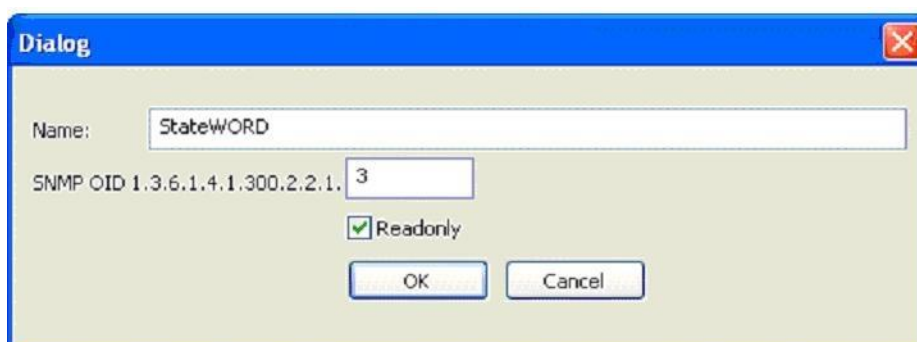 Dialog
Name: StateWORD
SNMP OID 1.3.6.1.4.1.300.2.2.1. 3
Readonly
OK Cancel